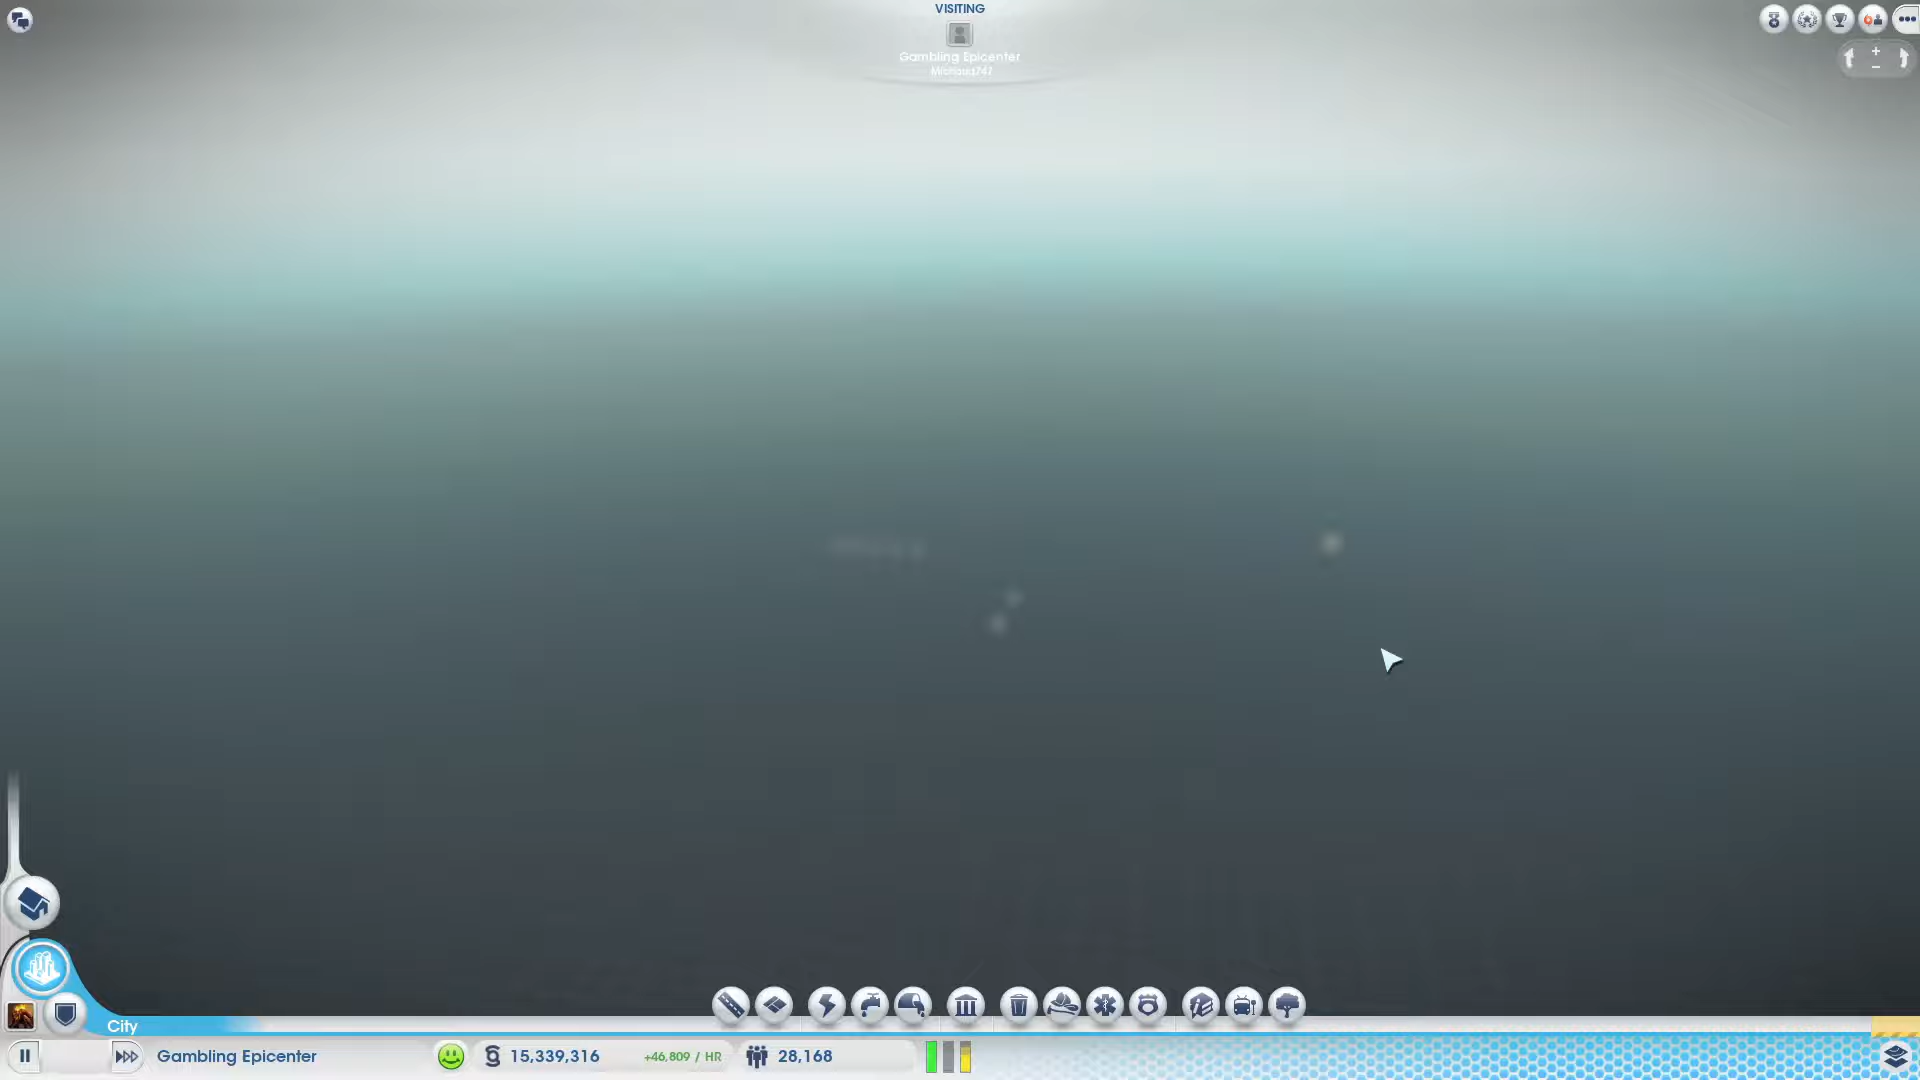 VISITING
Gambling Epicenter
City
Gambling Epicenter
15,339,316
+46,809 / HR
28,168